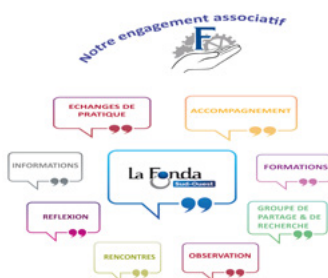 Notre engagement associatif
F
ECHANGES DE
PRATIQUE
ACCOMPAGNEMENT
INFORMATIONS
La Fonda
Sud-Ouest
FORMATIONS
REFLEXION
GROUPE DE
PARTAGE & DE
RECHERCHE
RENCONTRES
OBSERVATION